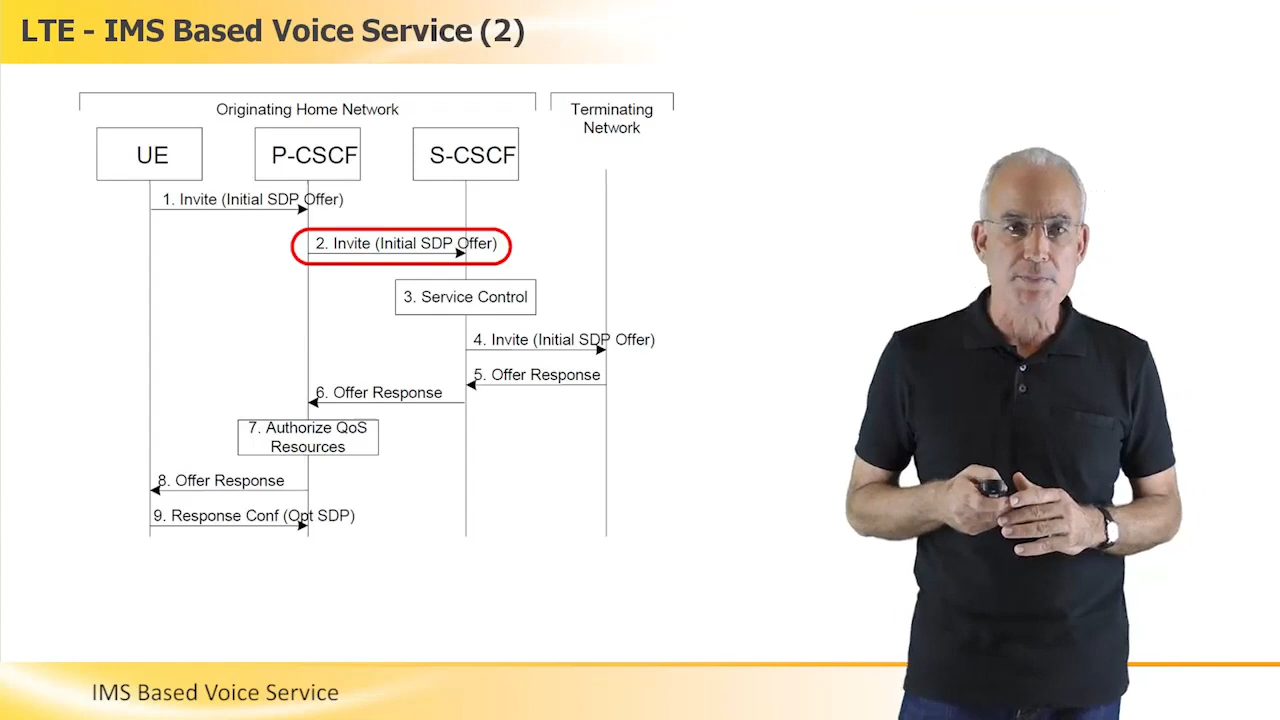 LTE - IMS Based Voice Service (2)
Originating Home Network
Terminating
Network
UE
P-CSCF
S-CSCF
1. Invite (Initial SDP Offer)
2. Invite (Initial SDP Offer)
3. Service Control
4. Invite (Initial SDP Offer)
5. Offer Response
6. Offer Response
7. Authorize QoS
Resources
8. Offer Response
9. Response Conf (Opt SDP)
IMS Based Voice Service